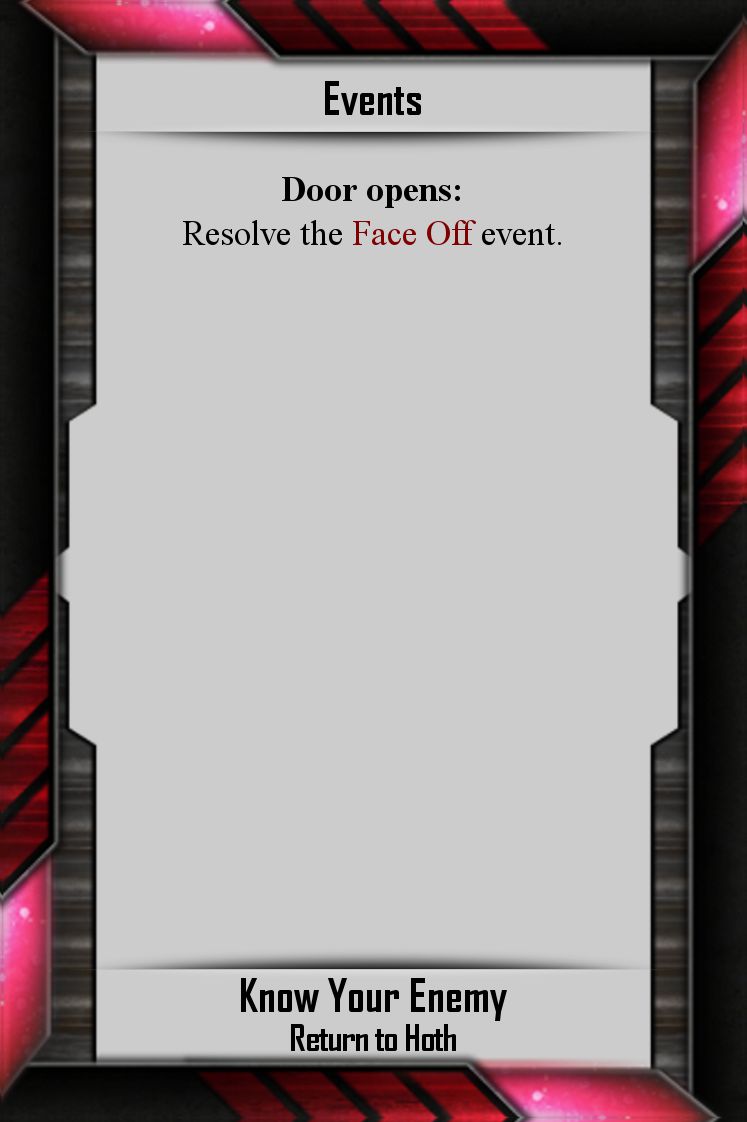 Events
Door opens:
Resolve the Face Off event.
Know Your Enemy
Return to Hoth